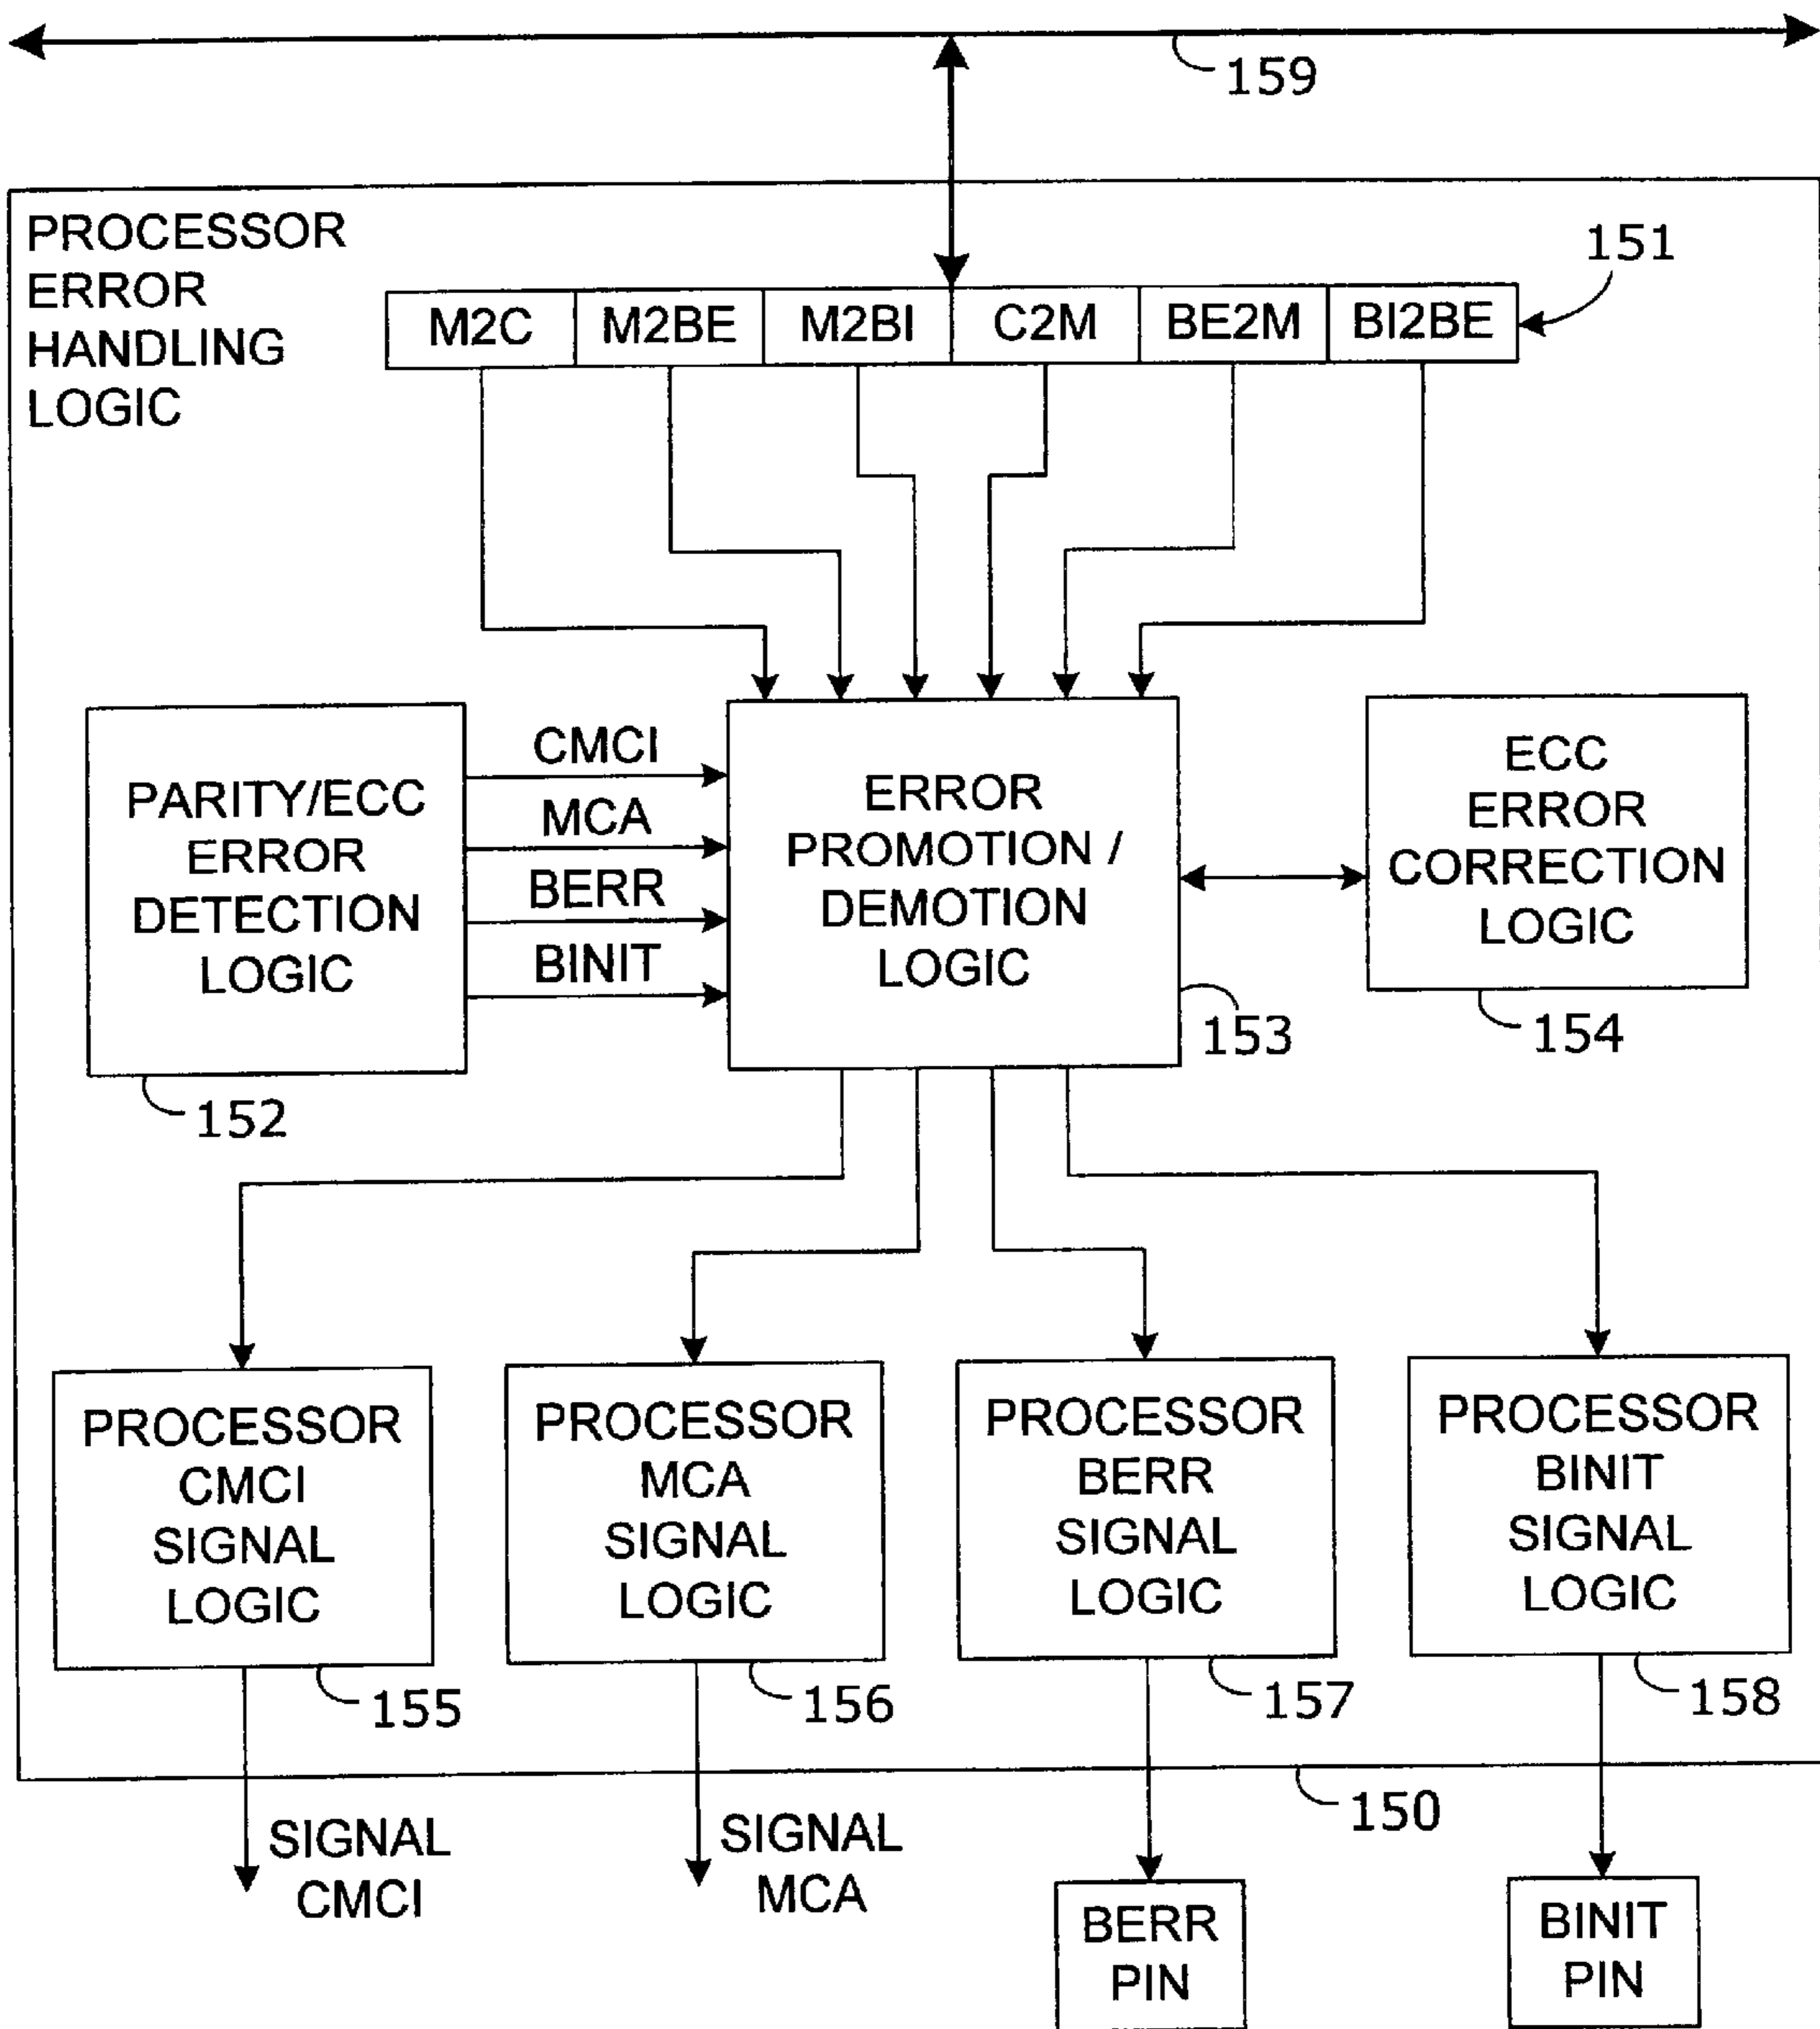 159
PROCESSOR
ERROR
HANDLING
LOGIC
151
M2C M2BE M2BI C2M BE2M BI2BE
PARITY/ECC
ERROR
DETECTION
LOGIC
152
CMCI
MCA
BERR
BINIT
ERROR
PROMOTION /
DEMOTION
LOGIC
153
ECC
ERROR
CORRECTION
LOGIC
154
PROCESSOR
CMCI
SIGNAL
LOGIC
155
PROCESSOR
MCA
SIGNAL
LOGIC
156
PROCESSOR
BERR
SIGNAL
LOGIC
157
PROCESSOR
BINIT
SIGNAL
LOGIC
158
150
SIGNAL
CMCI
SIGNAL
MCA
BERR
PIN
BINIT
PIN